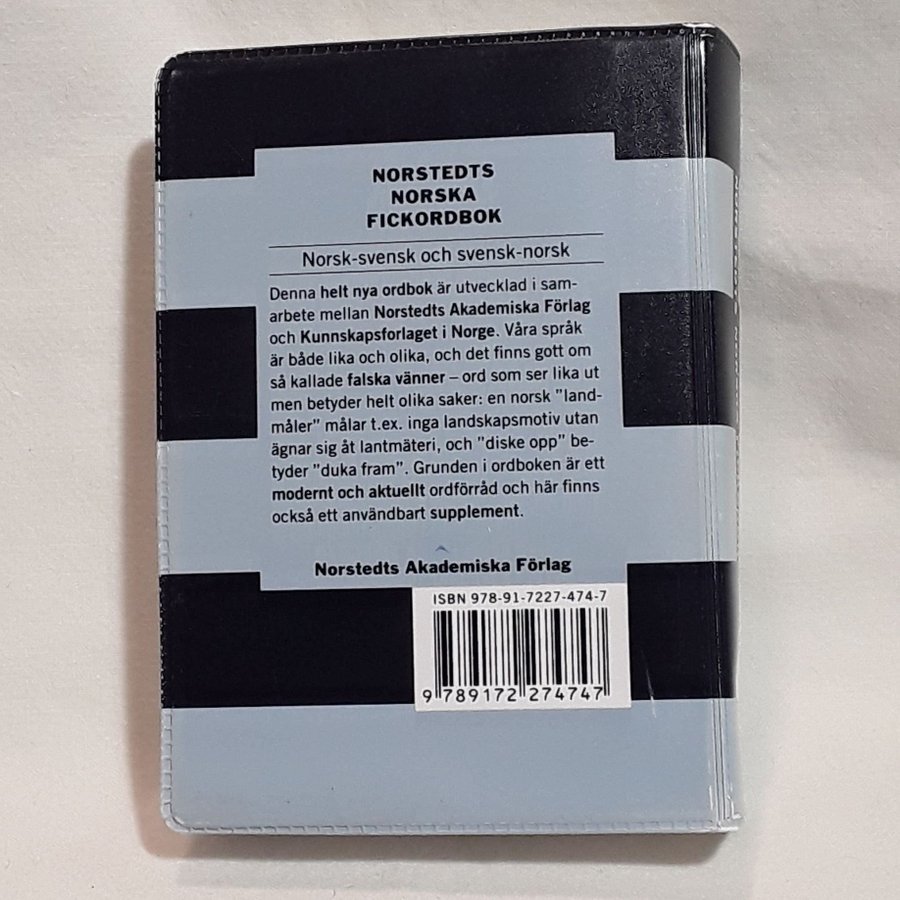 NORSTEDTS
NORSKA
FICKORDBOK
Norsk-svensk och svensk-norsk
Denna helt nya ordbok är utvecklad i sam-
arbete mellan Norstedts Akademiska Förlag
och Kunnskapsforlaget i Norge. Våra språk
är både lika och olika, och det finns gott om
så kallade falska vänner – ord som ser lika ut
men betyder helt olika saker: en norsk "land-
måler" målar t.ex. inga landskapsmotiv utan
ägnar sig åt lantmäteri, och "diske opp" be-
tyder "duka fram". Grunden i ordboken är ett
modernt och aktuellt ordförråd och här finns
också ett användbart supplement.
Norstedts Akademiska Förlag
ISBN 978-91-7227-474-7
9 789172 274747